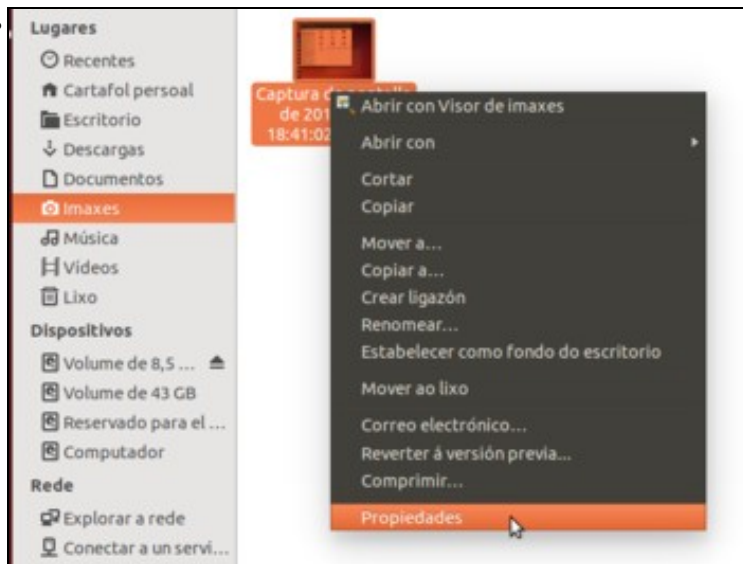 Lugares
Recentes
Cartafol persoal
Escritorio
Descargas
Documentos
Imaxes
Música
Vídeos
Lixo
Dispositivos
Volume de 8,5 ...
Volume de 43 GB
Reservado para el ...
Computador
Rede
Explorar a rede
Conectar a un servi...
Captura de
de 201
18:41:02
Abrir con Visor de imaxes
Abrir con
Cortar
Copiar
Mover a...
Copiar a...
Crear ligazón
Renomear...
Estabelecer como fondo do escritorio
Mover ao lixo
Correo electrónico...
Reverter á versión previa...
Comprimir...
Propiedades